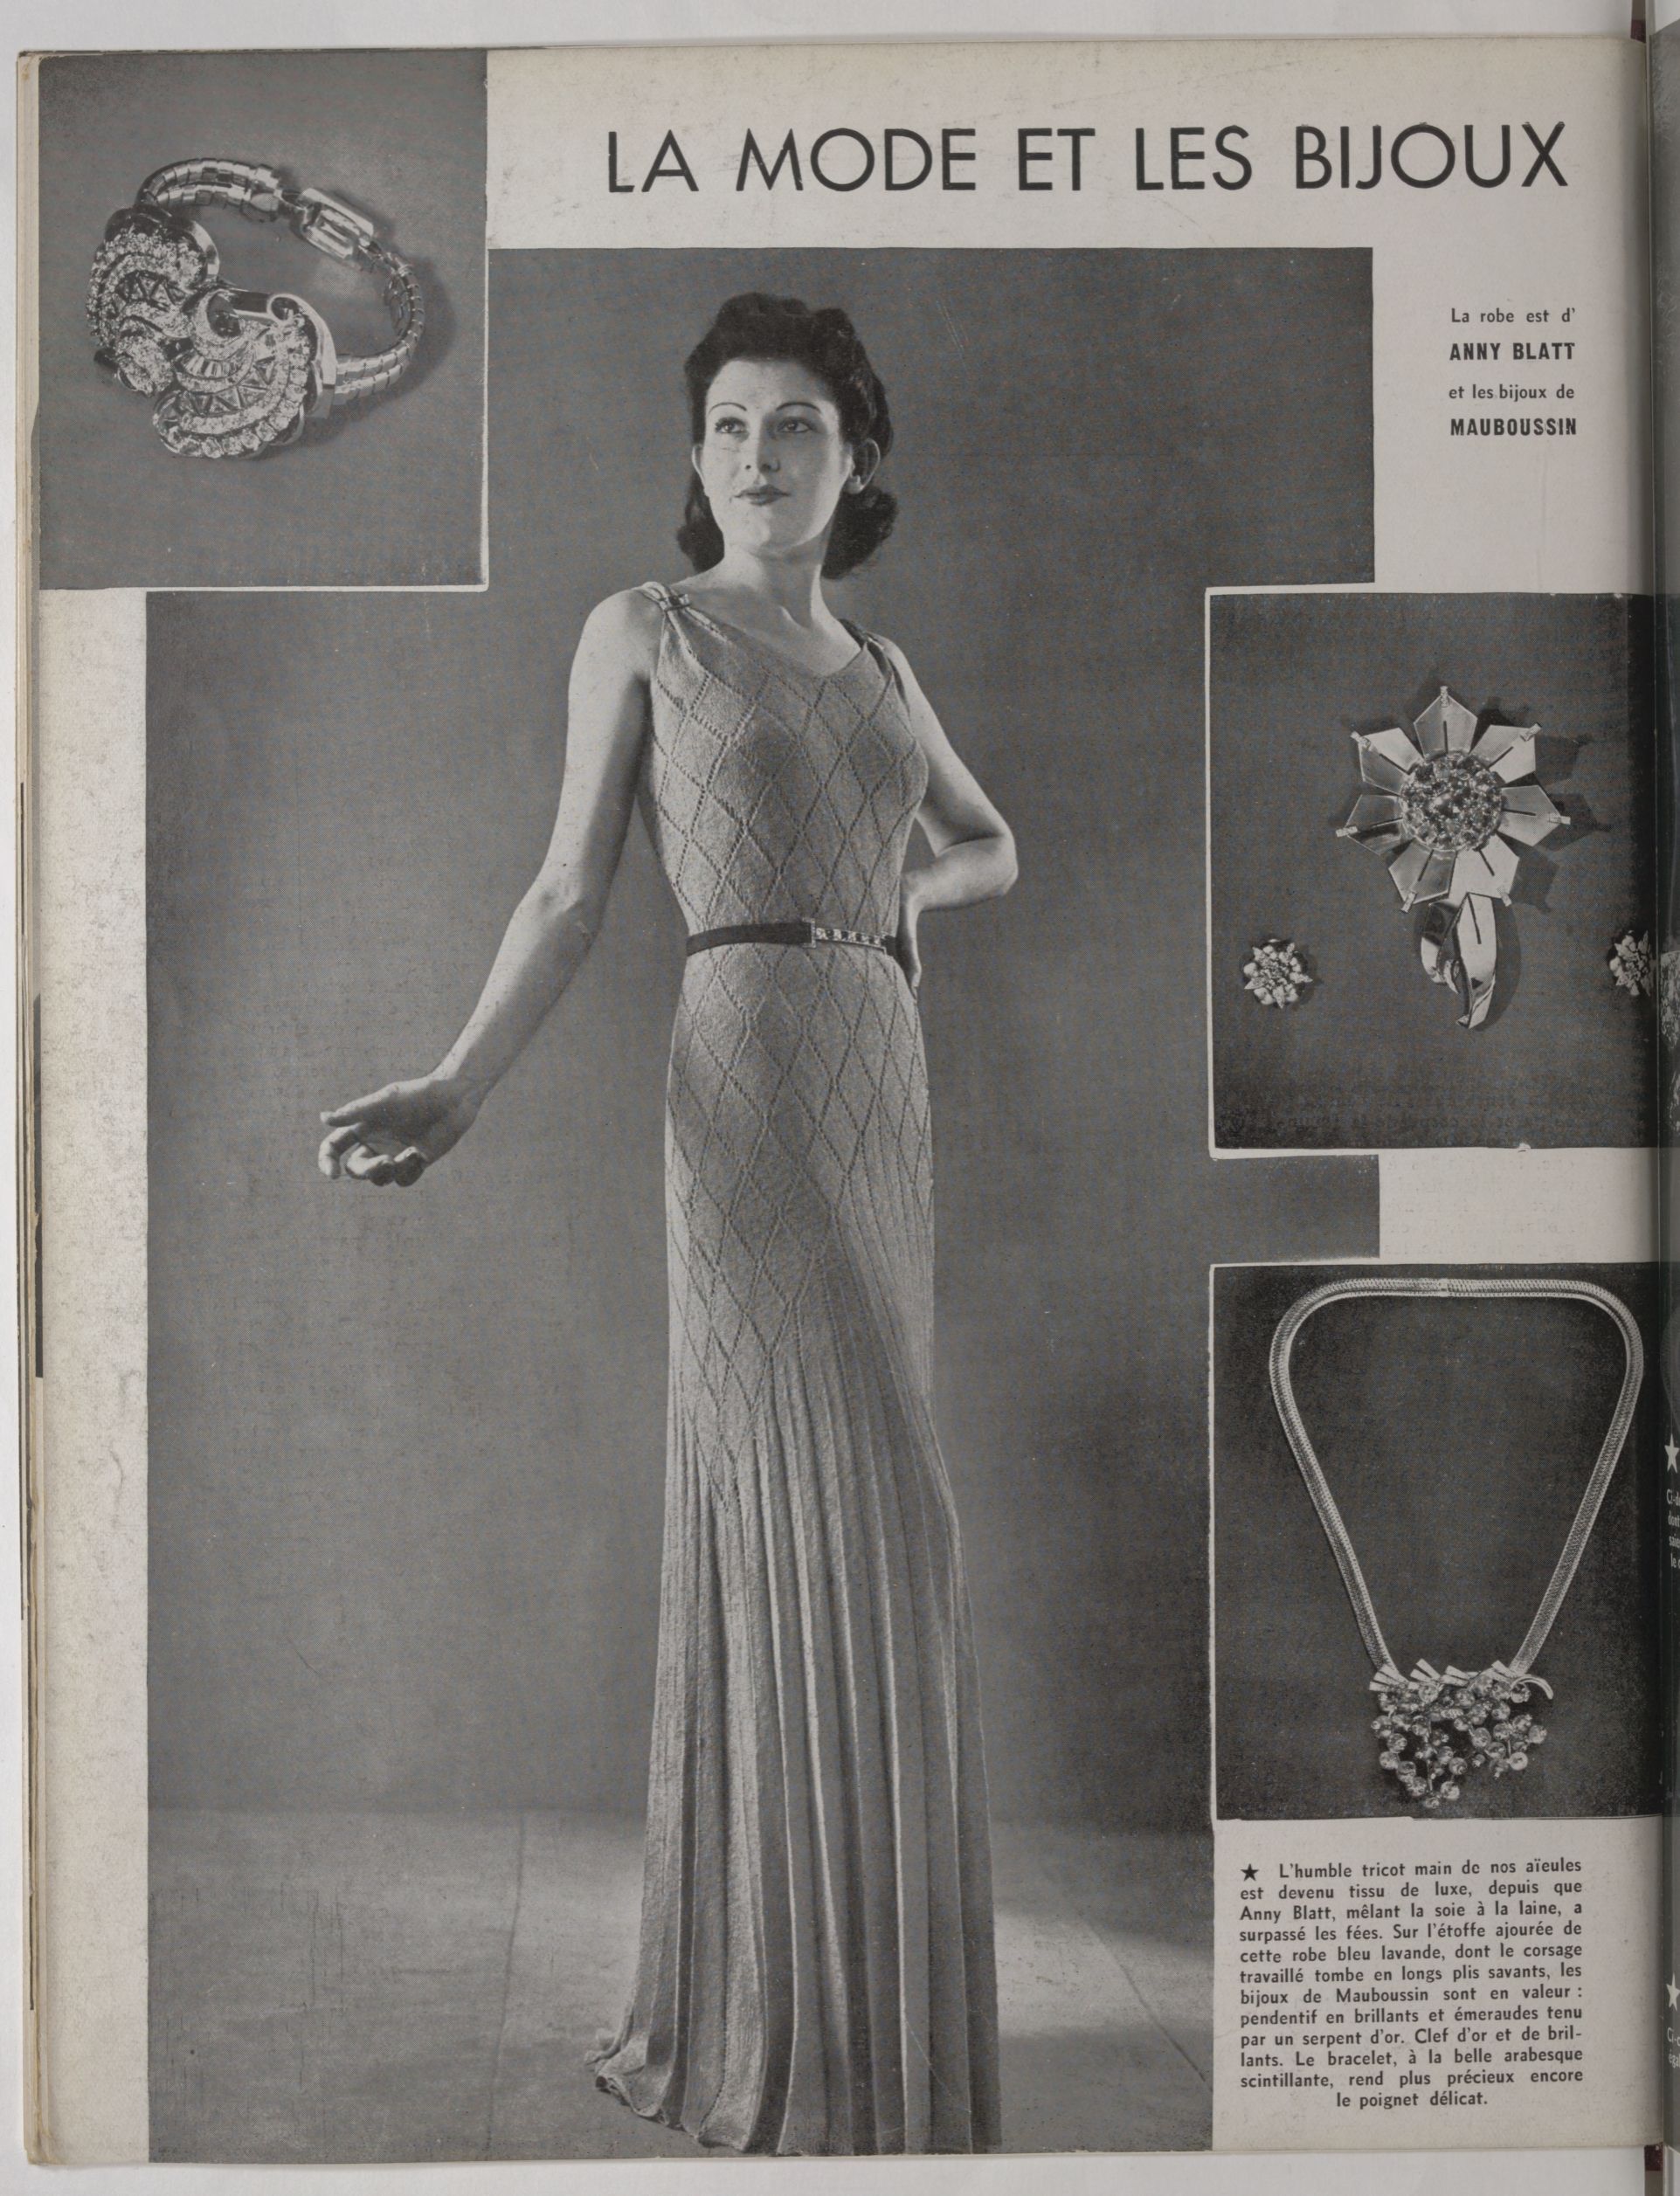 LA MODE ET LES BIJOUX
La robe est d'
ANNY BLATT
et les bijoux de
MAUBOUSSIN
★ L'humble tricot main de nos aïeules
est devenu tissu de luxe, depuis que
Anny Blatt, mêlant la soie à la laine, a
surpassé les fées. Sur l'étoffe ajourée de
cette robe bleu lavande, dont le corsage
travaillé tombe en longs plis savants, les
bijoux de Mauboussin sont en valeur :
pendentif en brillants et émeraudes tenu
par un serpent d'or. Clef d'or et de bril-
lants. Le bracelet, à la belle arabesque
scintillante, rend plus précieux encore
le poignet délicat.